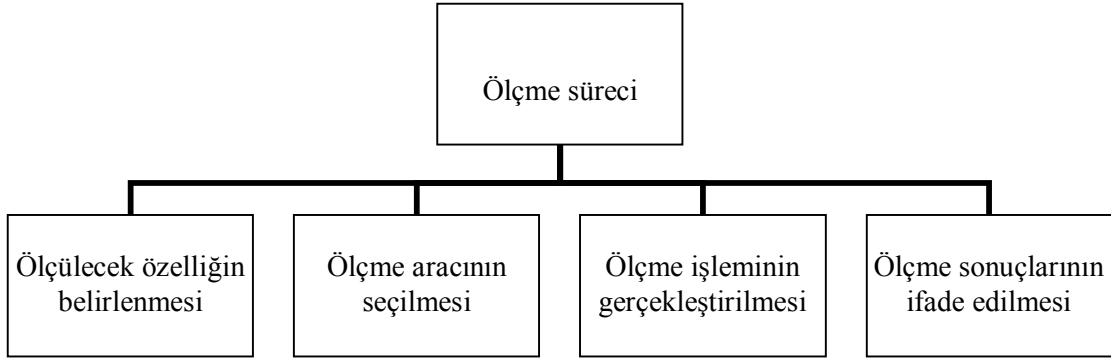 Ölçme süreci
Ölçülecek özelliğin
belirlenmesi
Ölçme aracının
seçilmesi
Ölçme işleminin
gerçekleştirilmesi
Ölçme sonuçlarının
ifade edilmesi